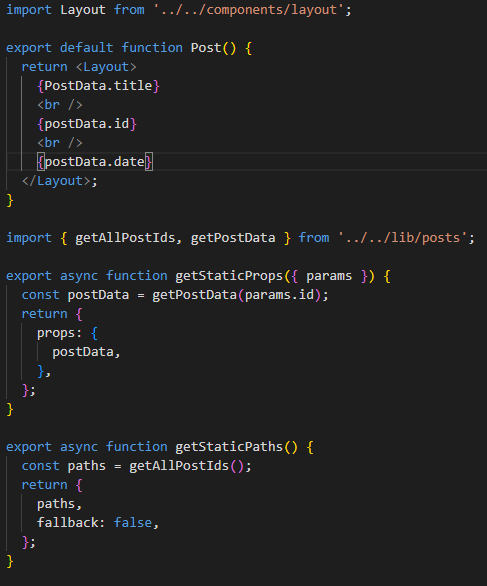 import Layout from '../../components/layout';

export default function Post() {
  return <Layout>
    {PostData.title}
    <br />
    {postData.id}
    <br />
    {postData.date}
  </Layout>;
}

import { getAllPostIds, getPostData } from '../../lib/posts';

export async function getStaticProps({ params }) {
  const postData = getPostData(params.id);
  return {
    props: {
      postData,
    },
  };
}

export async function getStaticPaths() {
  const paths = getAllPostIds();
  return {
    paths,
    fallback: false,
  };
}